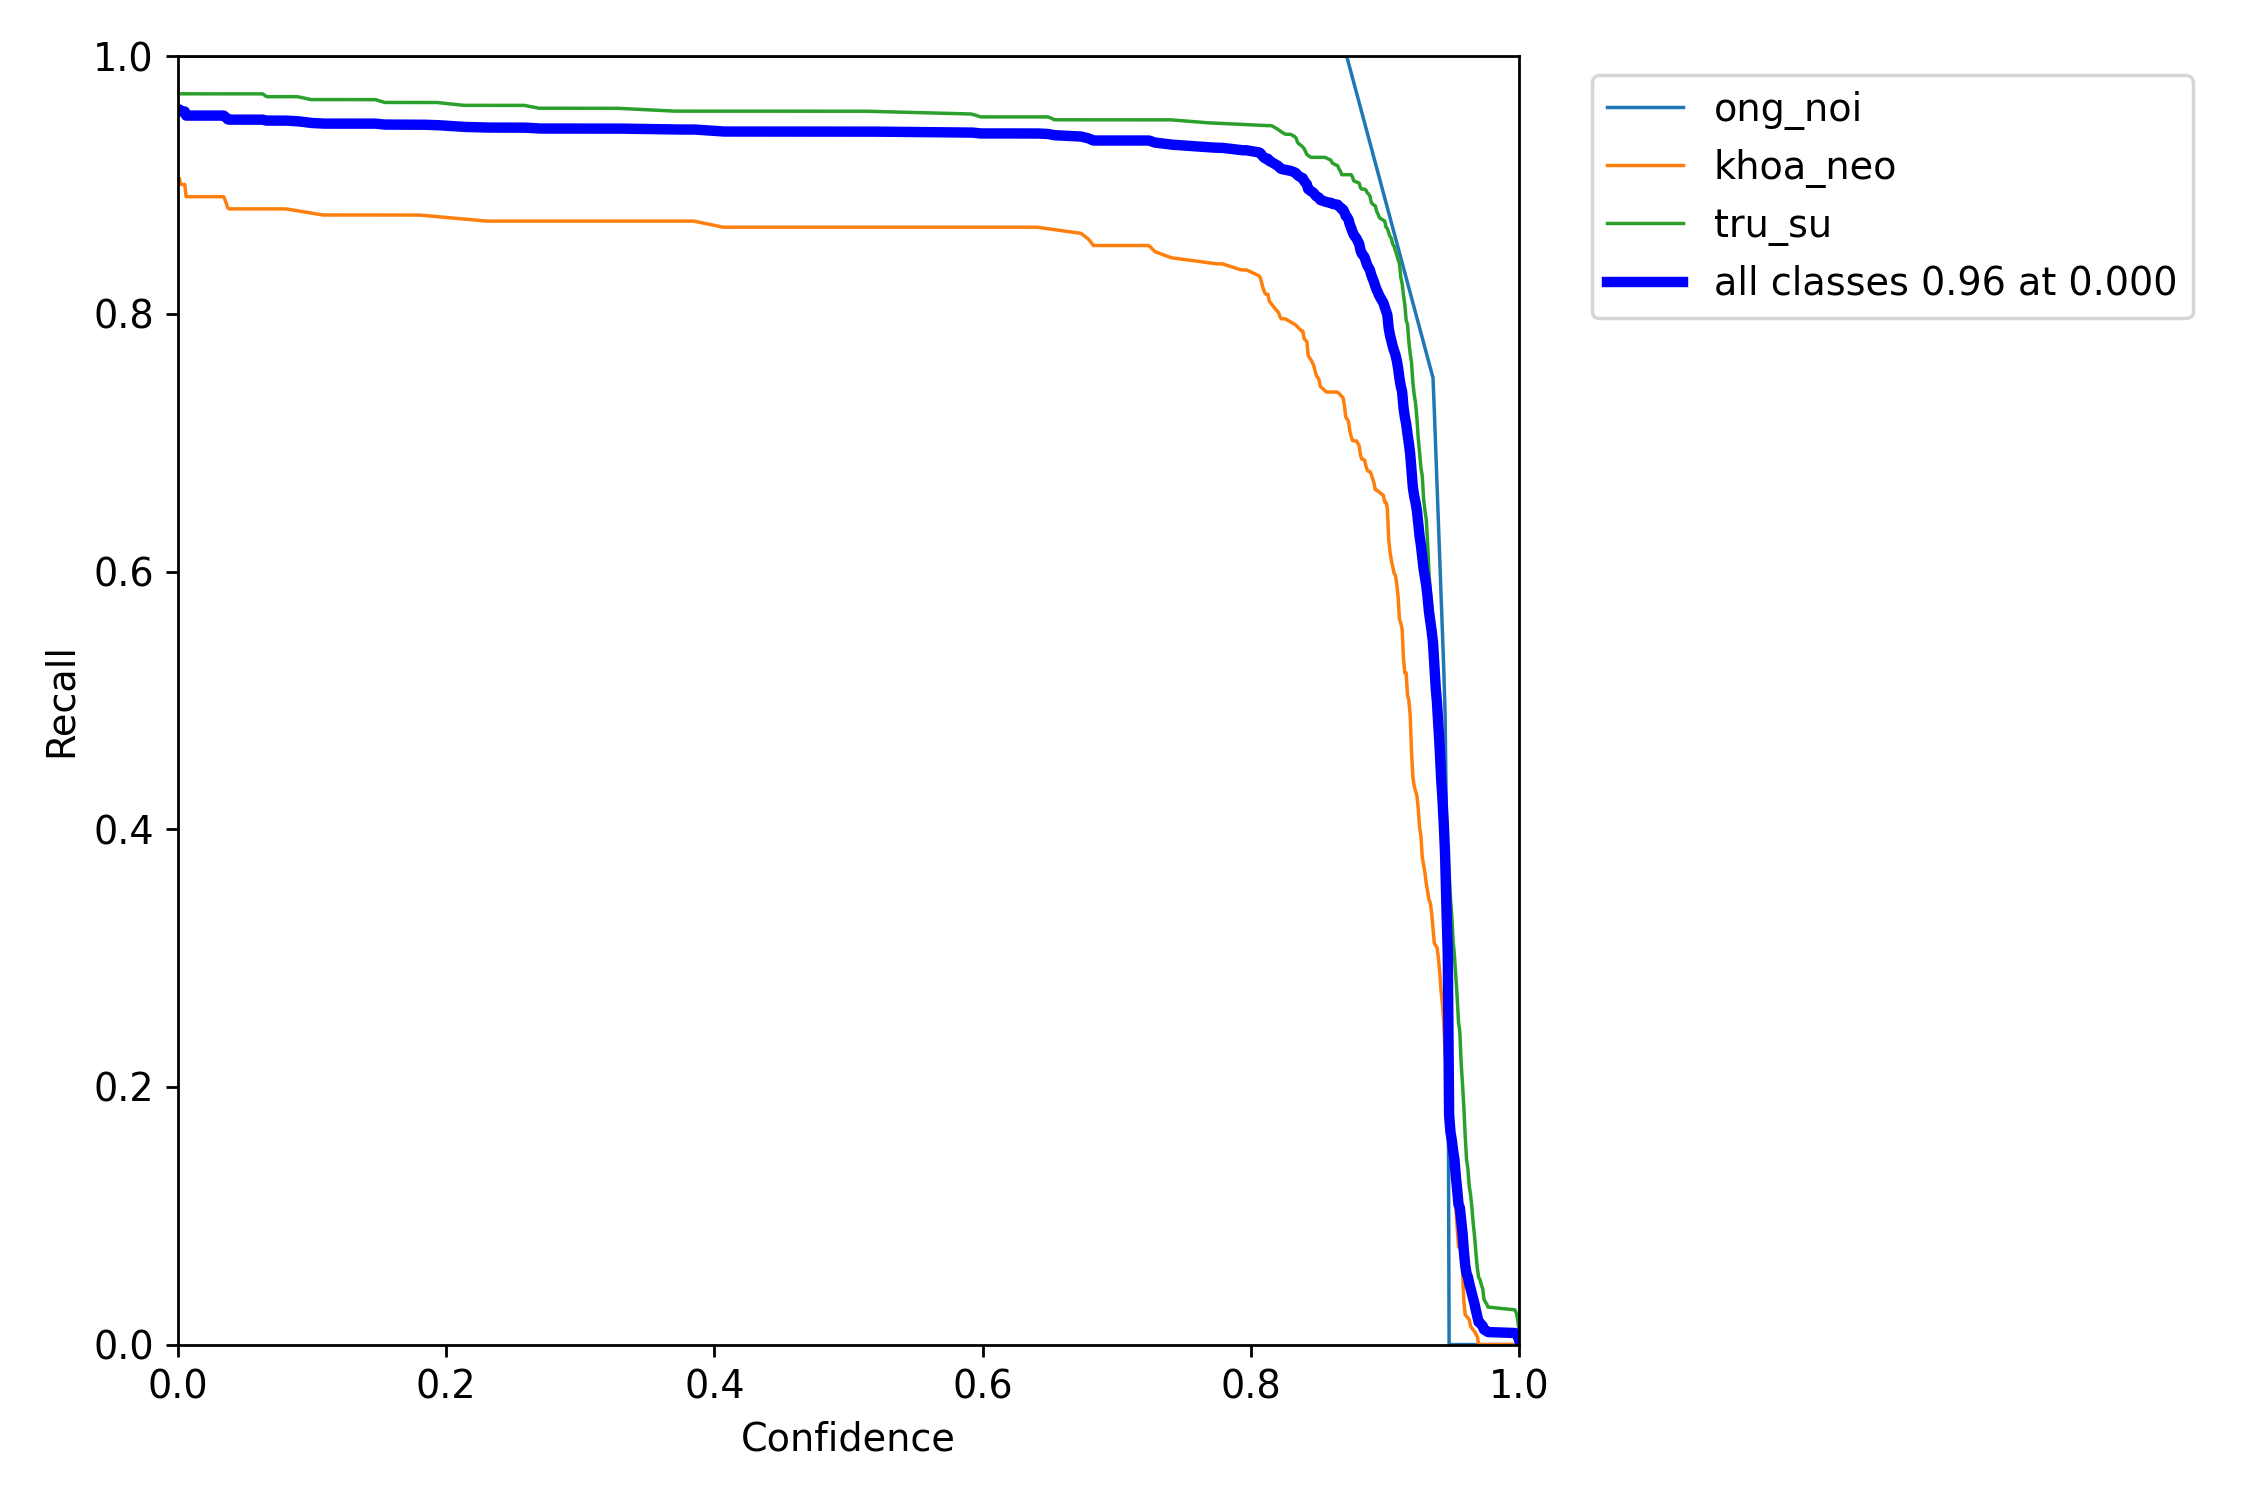 1.0
0.8
0.6
0.4
0.2
0.0
0.0 0.2 0.4 0.6 0.8 1.0
Recall
Confidence
ong_noi
khoa_neo
tru_su
all classes 0.96 at 0.000